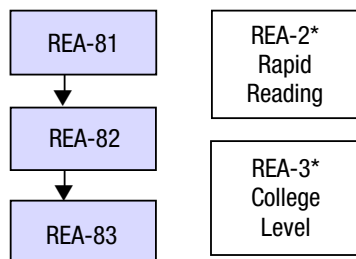 REA-81
REA-82
REA-83
REA-2*
Rapid
Reading
REA-3*
College
Level